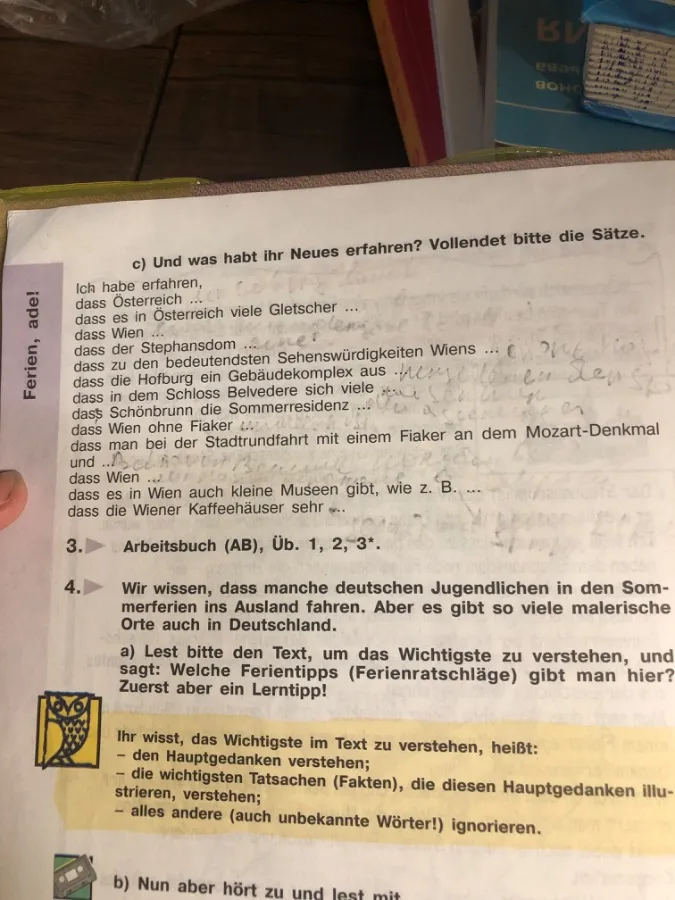 c) Und was habt ihr Neues erfahren? Vollendet bitte die Sätze.
Ich habe erfahren,
dass Österreich ...
dass es in Österreich viele Gletscher ...
dass Wien ...
dass der Stephansdom ...
dass zu den bedeutendsten Sehenswürdigkeiten Wiens ...
dass die Hofburg ein Gebäudekomplex aus ...
dass in dem Schloss Belvedere sich viele ...
dass Schönbrunn die Sommerresidenz ...
dass Wien ohne Fiaker ...
dass man bei der Stadtrundfahrt mit einem Fiaker an dem Mozart-Denkmal
und ...
dass Wien ...
dass es in Wien auch kleine Museen gibt, wie z. B. ...
dass die Wiener Kaffeehäuser sehr ...
Ferien, ade!
3. Arbeitsbuch (AB), Üb. 1, 2, 3*.
4. Wir wissen, dass manche deutschen Jugendlichen in den Som-
merferien ins Ausland fahren. Aber es gibt so viele malerische
Orte auch in Deutschland.
a) Lest bitte den Text, um das Wichtigste zu verstehen, und
sagt: Welche Ferientipps (Ferienratschläge) gibt man hier?
Zuerst aber ein Lerntipp!
Ihr wisst, das Wichtigste im Text zu verstehen, heißt:
– den Hauptgedanken verstehen;
– die wichtigsten Tatsachen (Fakten), die diesen Hauptgedanken illu-
strieren, verstehen;
– alles andere (auch unbekannte Wörter!) ignorieren.
b) Nun aber hört zu und lest mit